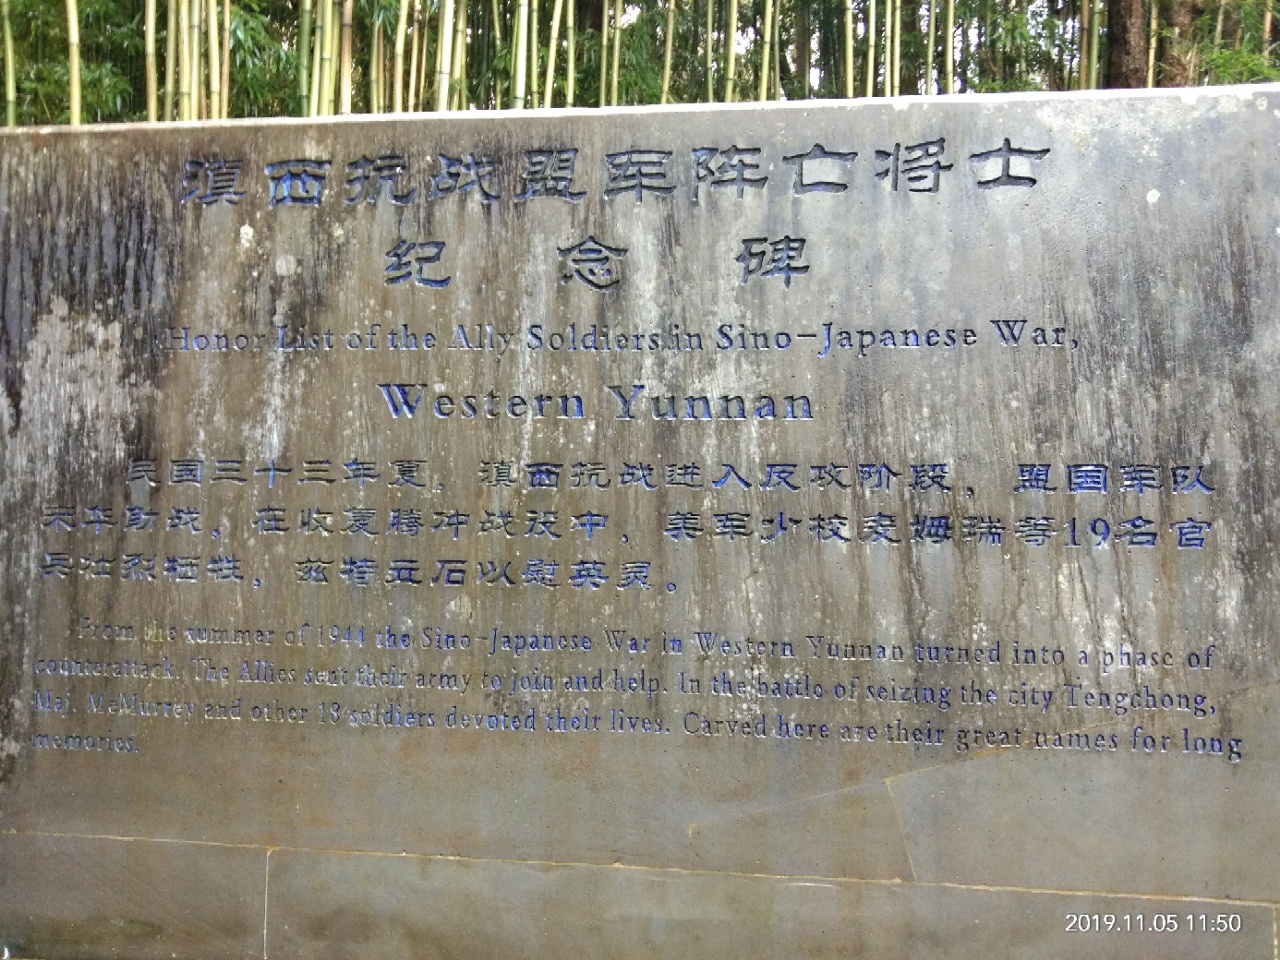 滇西抗战盟军阵亡将士
纪念碑
Honor List of the Ally Soldiers in Sino-Japanese War,
Western Yunnan
民国三十三年夏，滇西抗战进入反攻阶段，盟国军队
来华助战，在收复腾冲战役中，美军少校麦姆瑞等19名官
兵壮烈牺牲，兹特立石以慰英灵。
From the summer of 1944 the Sino-Japanese War in Western Yunnan turned into a phase of
counterattack. The Allies sent their army to join and help. In the battle of seizing the city Tengchong,
Maj. McMurrey and other 18 soldiers devoted their lives. Carved here are their great names for long
memories.
2019.11.05 11:50